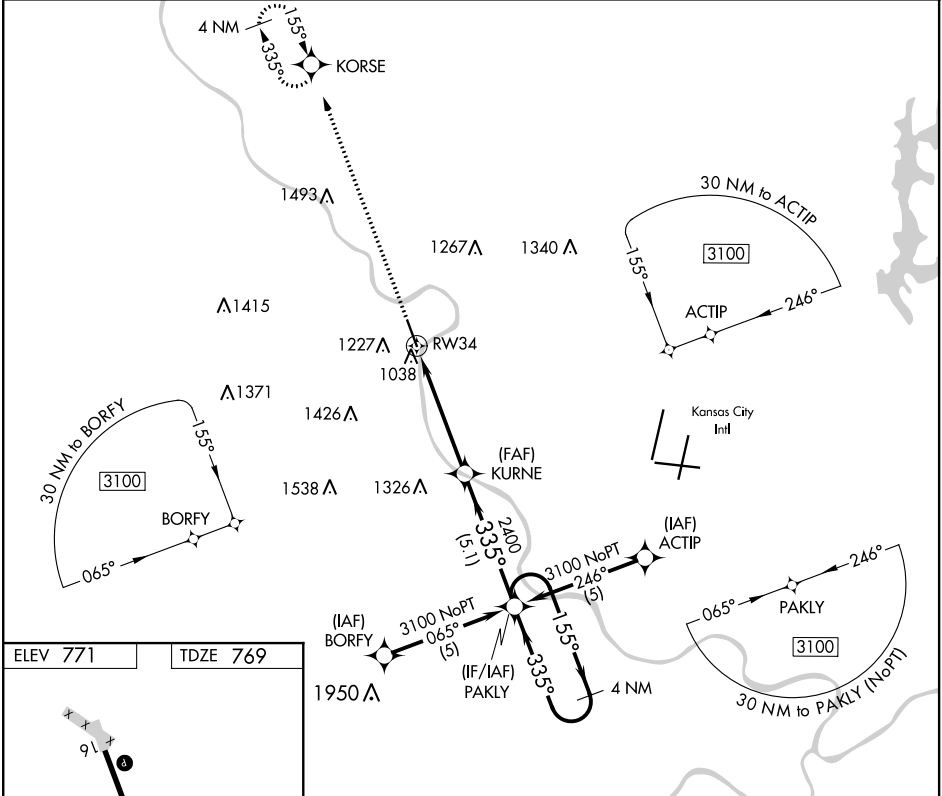 4 NM
155°
335°
KORSE
1493
1267
1340
30 NM to ACTIP
3100
155°
246°
ACTIP
1415
1227
RW34
1038
1371
1426
Kansas City
Intl
30 NM to BORFY
155°
3100
BORFY
065°
(FAF)
KURNE
1538
1326
2400
335°
(5.1)
(IAF)
ACTIP
3100 NoPT
246°
(5)
246°
065°
PAKLY
3100
30 NM to PAKLY (NoPT)
(IAF)
BORFY
3100 NoPT
065°
(5)
(IF/IAF)
PAKLY
155°
335°
4 NM
1950
ELEV 771
TDZE 769
16
P